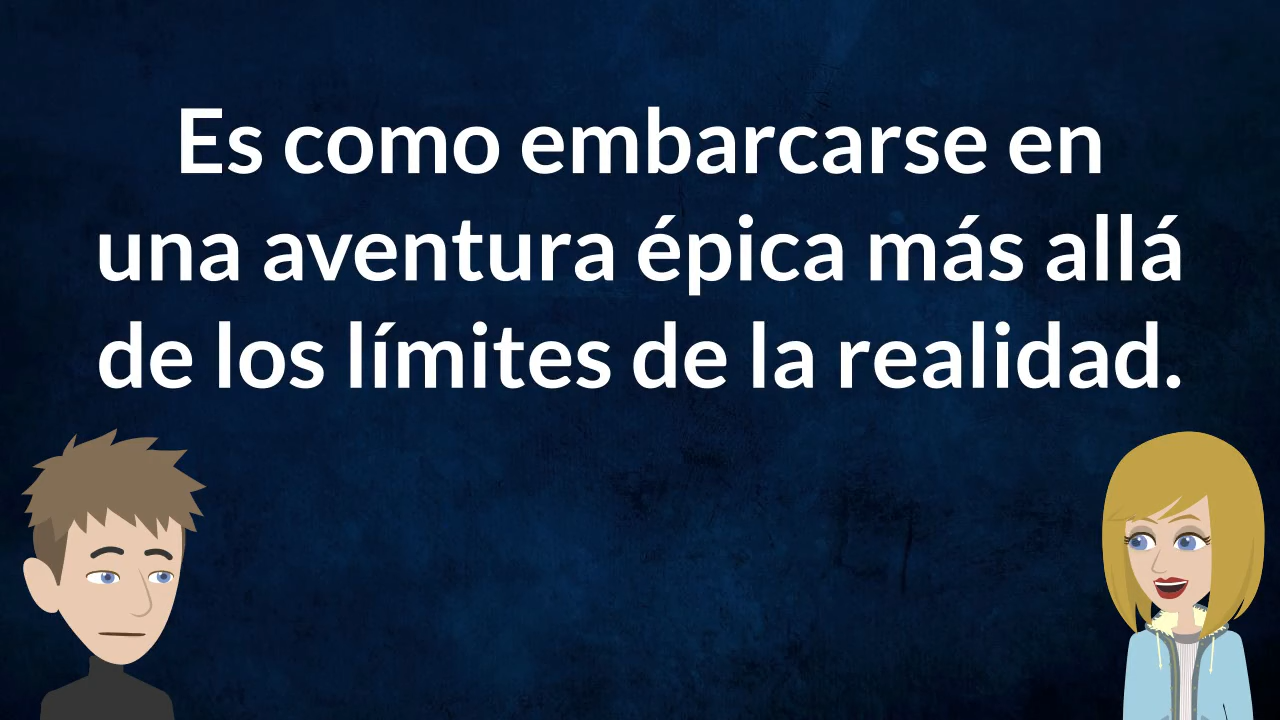 Es como embarcarse en
una aventura épica más allá
de los límites de la realidad.